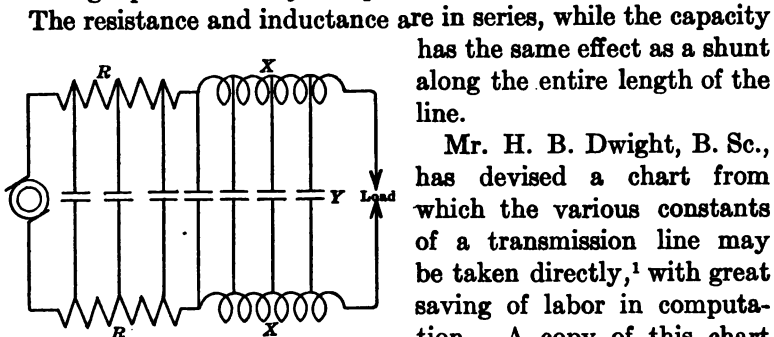 The resistance and inductance are in series, while the capacity
has the same effect as a shunt
along the entire length of the
line.
Mr. H. B. Dwight, B. Sc.,
has devised a chart from
which the various constants
of a transmission line may
be taken directly,¹ with great
saving of labor in computa-
tion. A copy of this chart
R
X
Y
Load
R
X